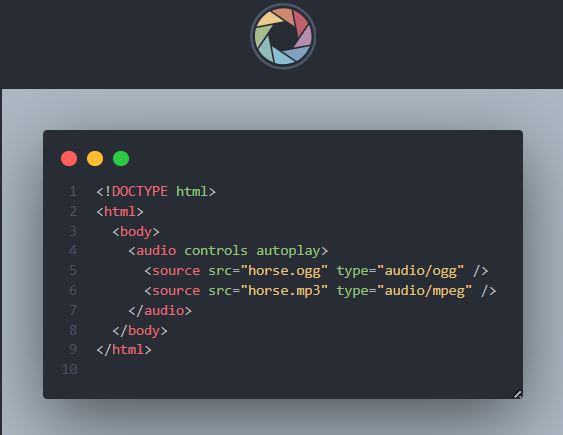 1 <!DOCTYPE html>
2 <html>
3   <body>
4     <audio controls autoplay>
5       <source src="horse.ogg" type="audio/ogg" />
6       <source src="horse.mp3" type="audio/mpeg" />
7     </audio>
8   </body>
9 </html>
10